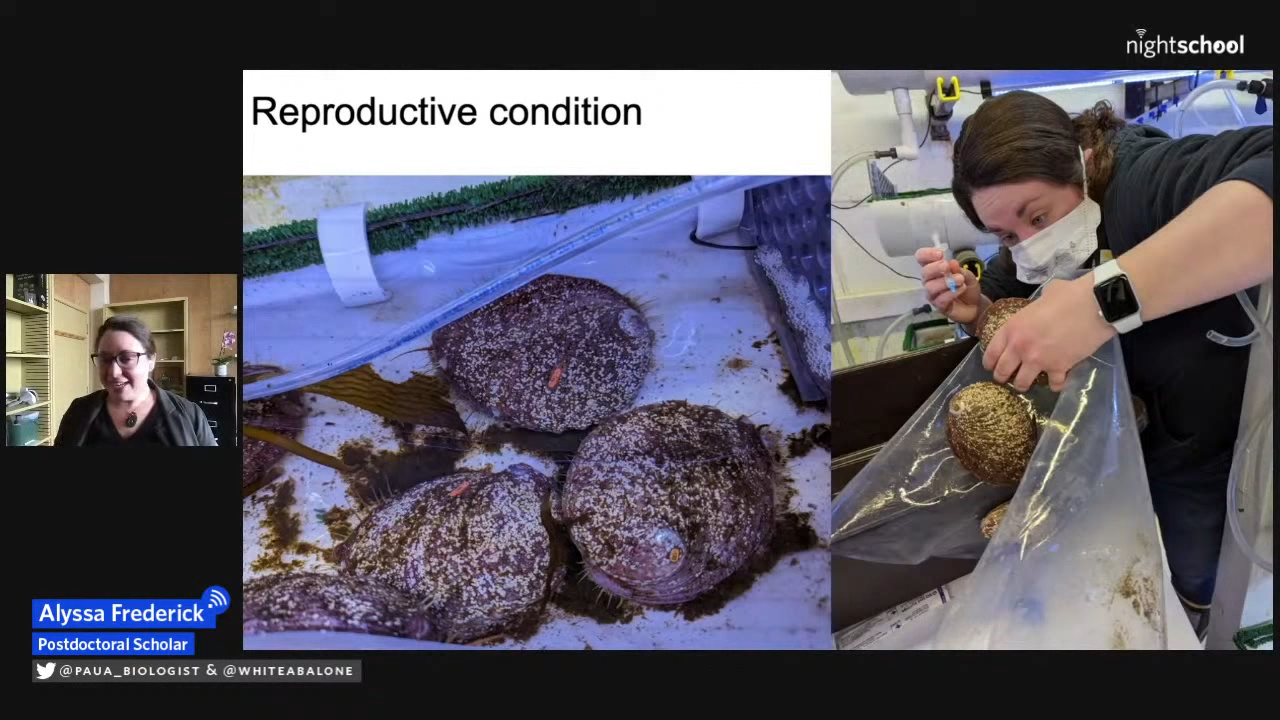 nightschool
Reproductive condition
Alyssa Frederick
Postdoctoral Scholar
@PAUA_BIOLOGIST & @WHITEABALONE